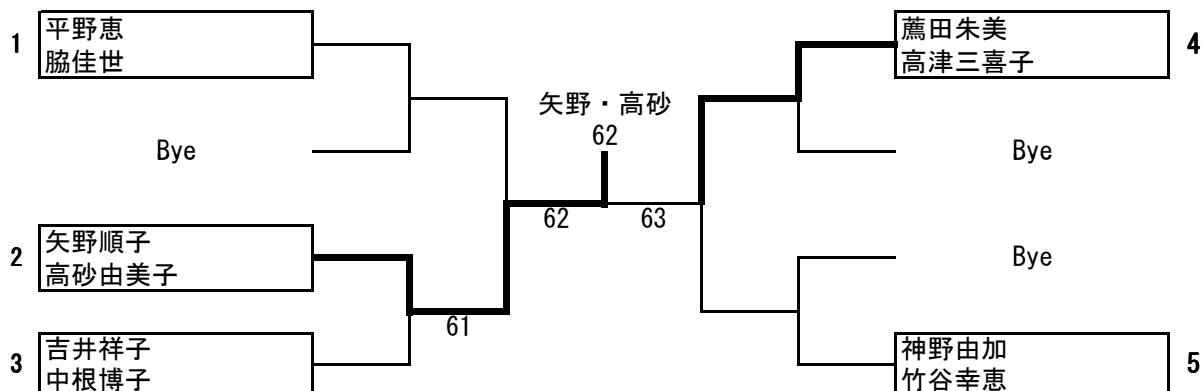 1
平野恵
脇佳世
Bye
2
矢野順子
高砂由美子
3
吉井祥子
中根博子
61
62
矢野・高砂
62
63
薦田朱美
高津三喜子
4
Bye
Bye
神野由加
竹谷幸恵
5